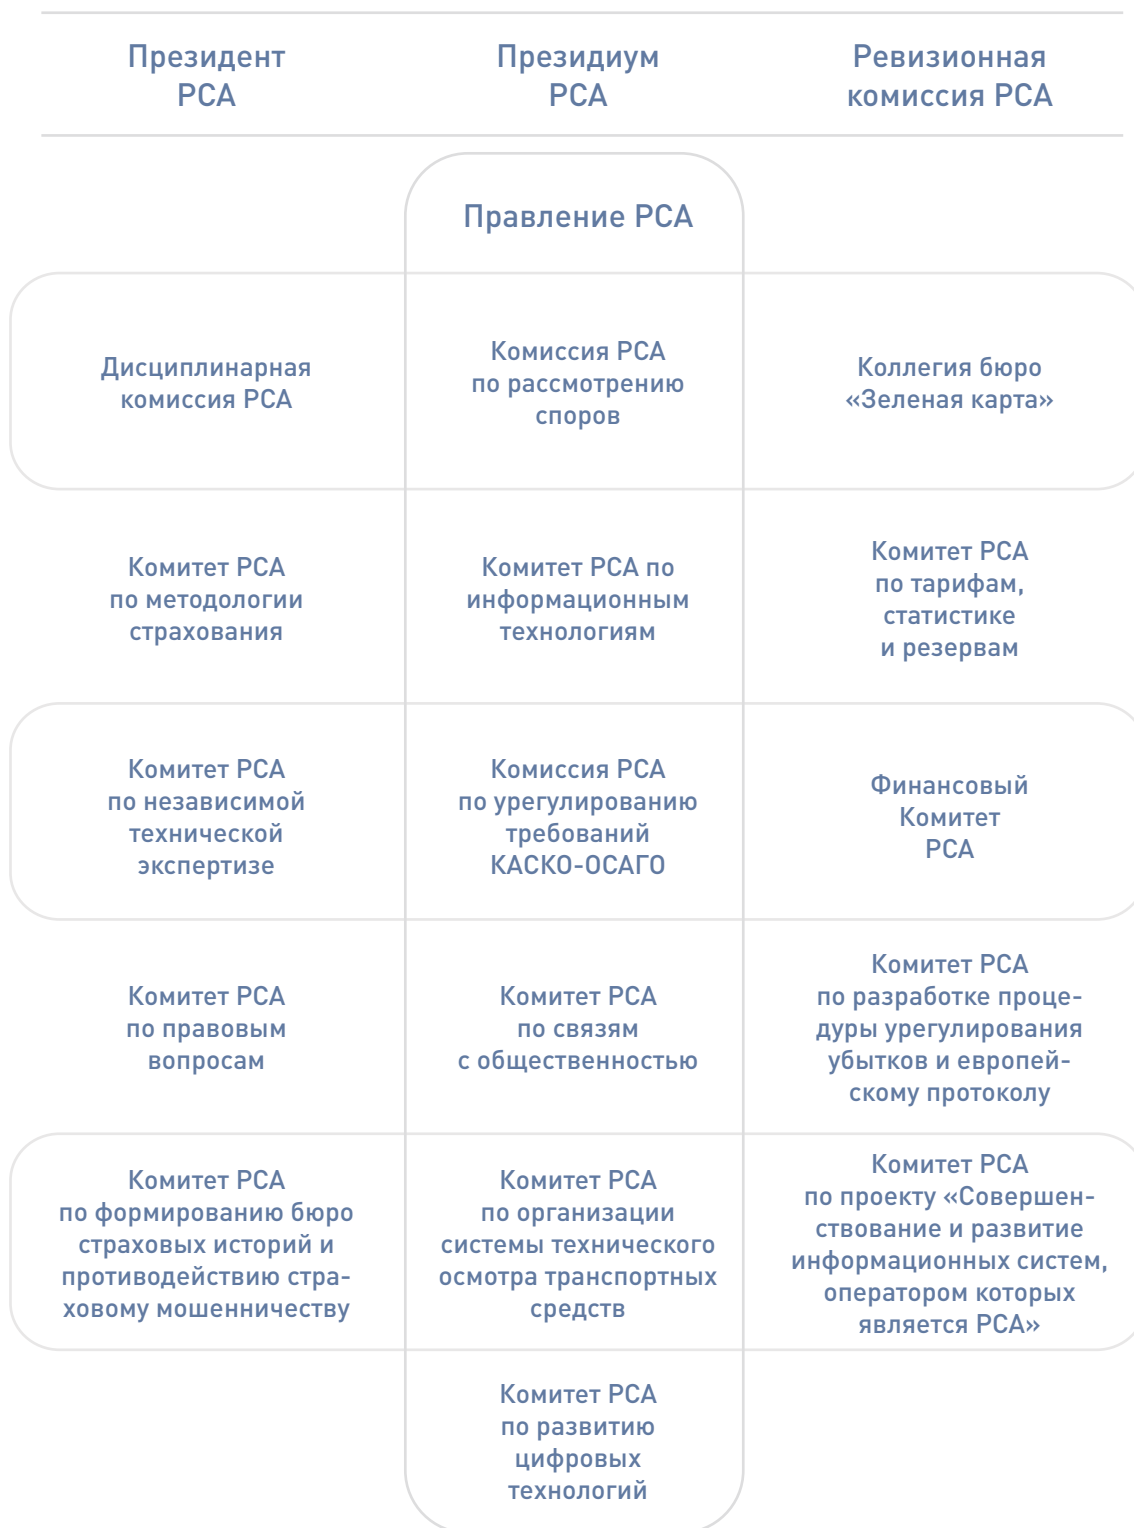 Президент
РСА
Президиум
РСА
Ревизионная
комиссия РСА
Правление РСА
Дисциплинарная
комиссия РСА
Комиссия РСА
по рассмотрению
споров
Коллегия бюро
«Зеленая карта»
Комитет РСА
по методологии
страхования
Комитет РСА по
информационным
технологиям
Комитет РСА
по тарифам,
статистике
и резервам
Комитет РСА
по независимой
технической
экспертизе
Комиссия РСА
по урегулированию
требований
КАСКО-ОСАГО
Финансовый
Комитет
РСА
Комитет РСА
по правовым
вопросам
Комитет РСА
по связям
с общественностью
Комитет РСА
по разработке проце-
дуры урегулирования
убытков и европей-
скому протоколу
Комитет РСА
по формированию бюро
страховых историй и
противодействию стра-
ховому мошенничеству
Комитет РСА
по организации
системы технического
осмотра транспортных
средств
Комитет РСА
по проекту «Совершен-
ствование и развитие
информационных систем,
оператором которых
является РСА»
Комитет РСА
по развитию
цифровых
технологий